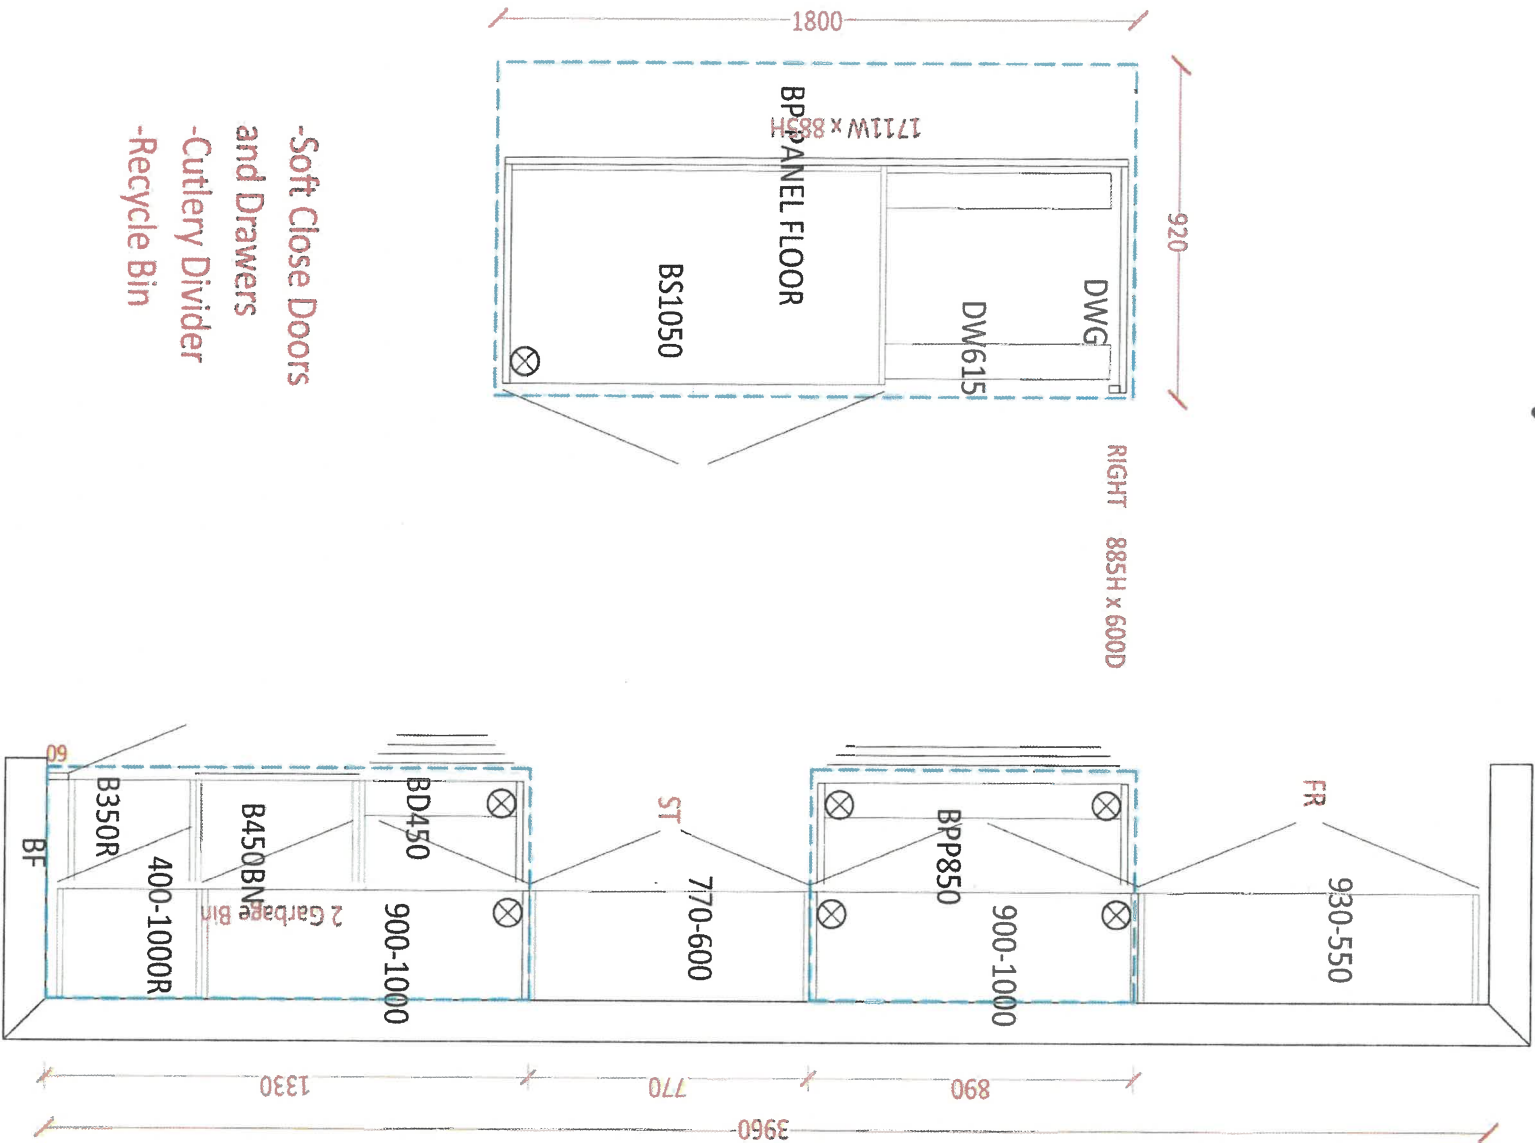 1800
BP PANEL FLOOR
1711W x 885H
920
BS1050
DW615
DWG
-Soft Close Doors
and Drawers
-Cutlery Divider
-Recycle Bin
RIGHT 885H x 600D
60
BF
B350R
400-1000R
B450BN
2 Garbage Bin
BD450
900-1000
ST
770-600
BPP850
900-1000
FR
930-550
1330
770
890
3960